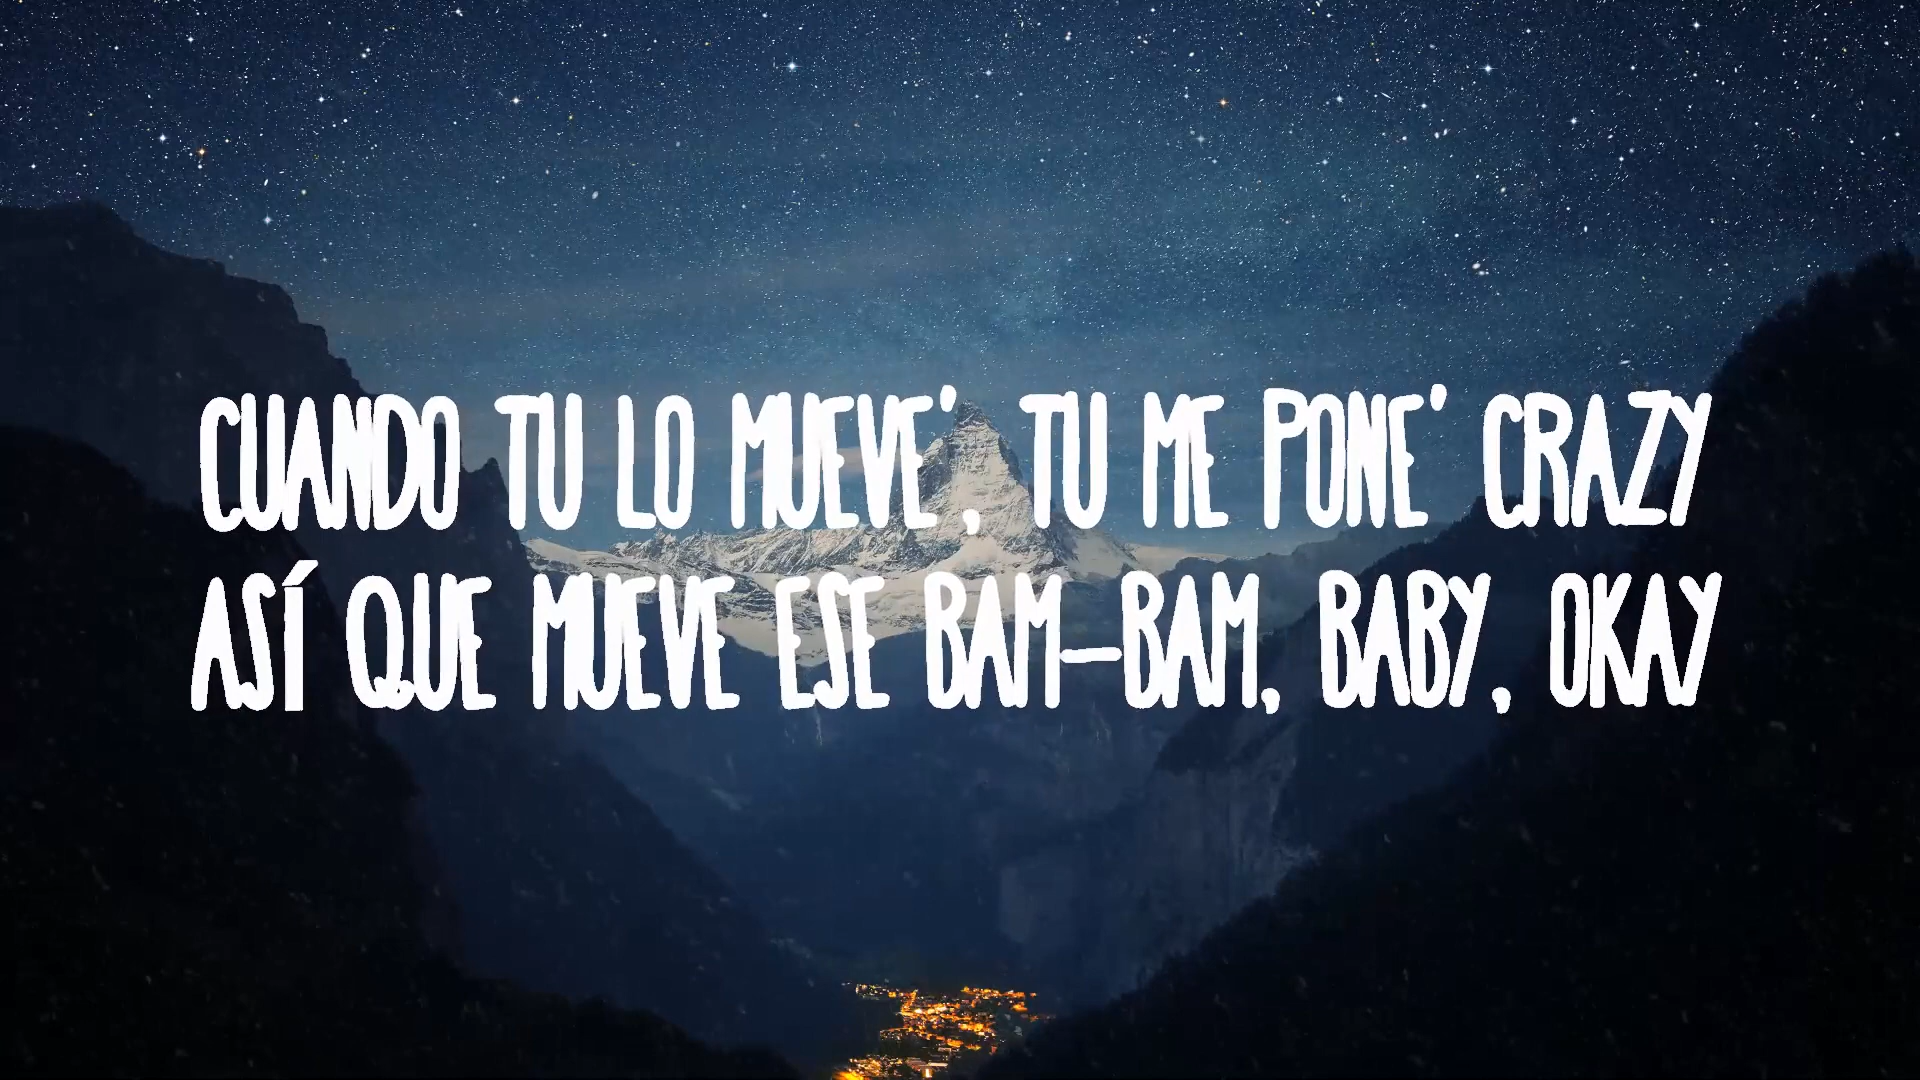 CUANDO TU LO MUEVE', TU ME PONE' CRAZY
ASÍ QUE MUEVE ESE BAM-BAM, BABY, OKAY